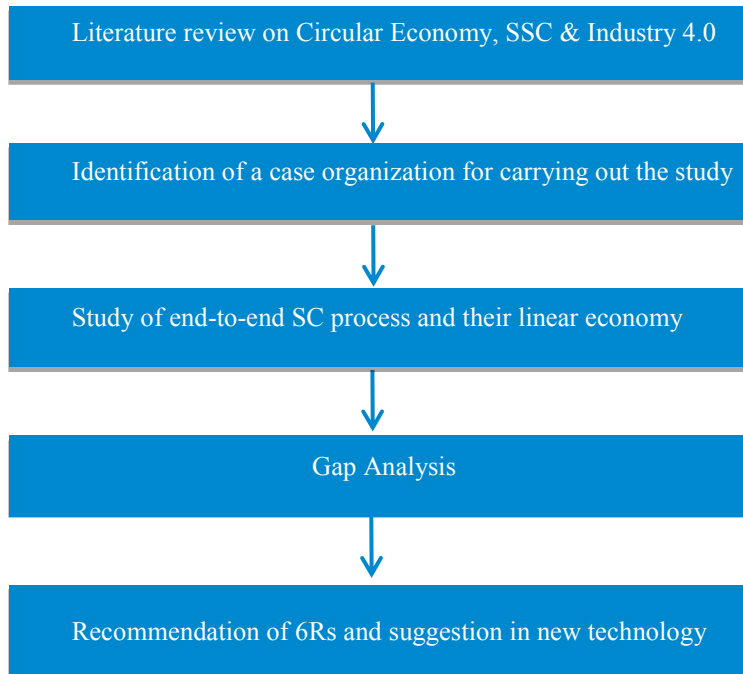 Literature review on Circular Economy, SSC & Industry 4.0
Identification of a case organization for carrying out the study
Study of end-to-end SC process and their linear economy
Gap Analysis
Recommendation of 6Rs and suggestion in new technology